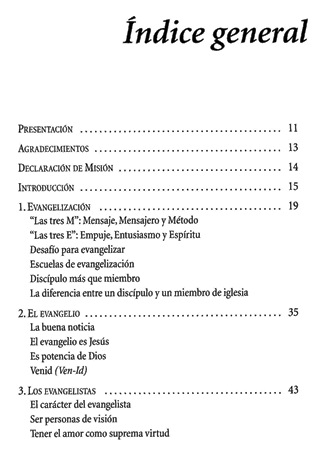 Índice general
Presentación ........................................ 11
Agradecimientos ..................................... 13
Declaración de Misión ............................... 14
Introducción ........................................ 15
1. Evangelización ................................... 19
“Las tres M”: Mensaje, Mensajero y Método
“Las tres E”: Empuje, Entusiasmo y Espíritu
Desafío para evangelizar
Escuelas de evangelización
Discípulo más que miembro
La diferencia entre un discípulo y un miembro de iglesia
2. El evangelio ..................................... 35
La buena noticia
El evangelio es Jesús
Es potencia de Dios
Venid (Ven-Id)
3. Los evangelistas ................................. 43
El carácter del evangelista
Ser personas de visión
Tener el amor como suprema virtud